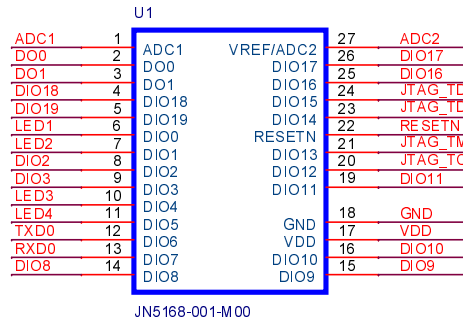 U1
ADC1 1 ADC1 VREF/ADC2 27 ADC2
DO0 2 DO0 DIO17 26 DIO17
DO1 3 DO1 DIO16 25 DIO16
DIO18 4 DIO18 DIO15 24 JTAG_TD
DIO19 5 DIO19 DIO14 23 JTAG_TD
LED1 6 DIO0 RESETN 22 RESETN
LED2 7 DIO1 DIO13 21 JTAG_TM
DIO2 8 DIO2 DIO12 20 JTAG_TC
DIO3 9 DIO3 DIO11 19 DIO11
LED3 10 DIO4
LED4 11 DIO5 GND 18 GND
TXD0 12 DIO6 VDD 17 VDD
RXD0 13 DIO7 DIO10 16 DIO10
DIO8 14 DIO8 DIO9 15 DIO9
JN5168-001-M00